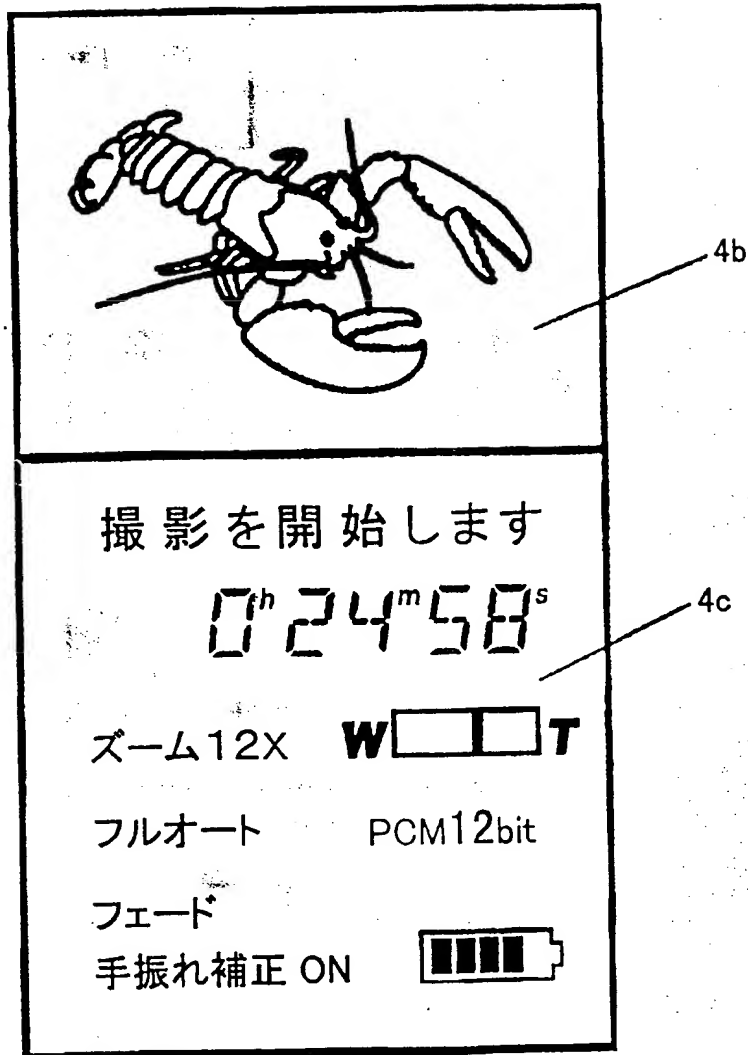 4b
撮影を開始します
0h24m58s
4c
ズーム12X W T
フルオート PCM12bit
フェード
手振れ補正 ON